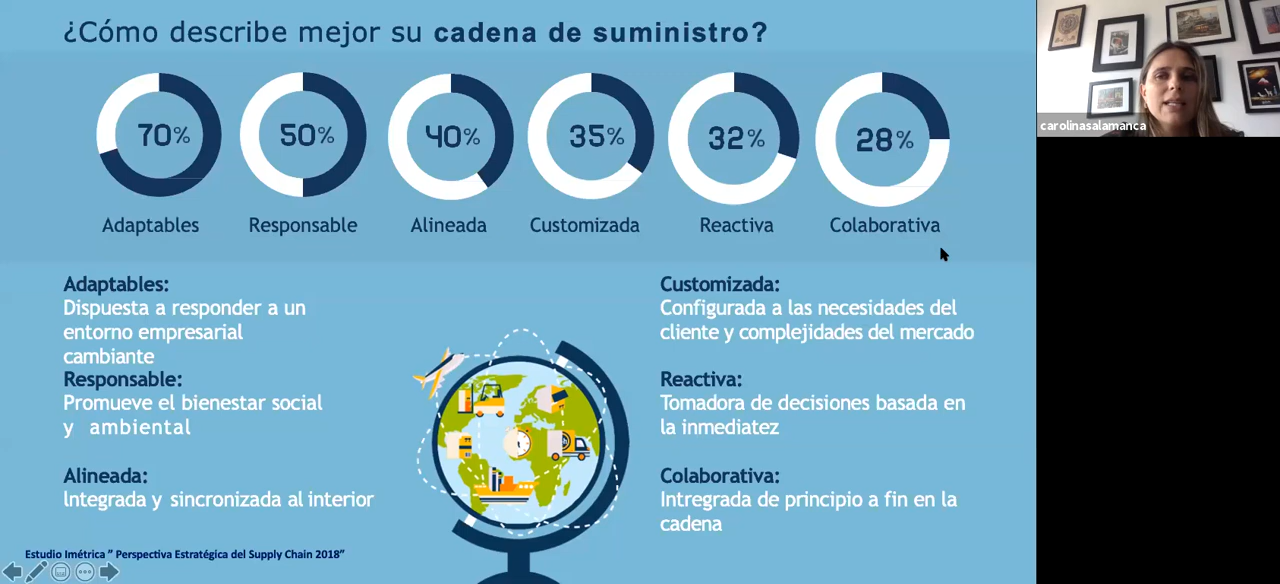 ¿Cómo describe mejor su cadena de suministro?
70%
50%
40%
35%
32%
28%
Adaptables
Responsable
Alineada
Customizada
Reactiva
Colaborativa
Adaptables:
Dispuesta a responder a un
entorno empresarial
cambiante
Responsable:
Promueve el bienestar social
y ambiental
Alineada:
Integrada y sincronizada al interior
Customizada:
Configurada a las necesidades del
cliente y complejidades del mercado
Reactiva:
Tomadora de decisiones basada en
la inmediatez
Colaborativa:
Intregrada de principio a fin en la
cadena
Estudio Imétrica " Perspectiva Estratégica del Supply Chain 2018"
carolinasalamanca